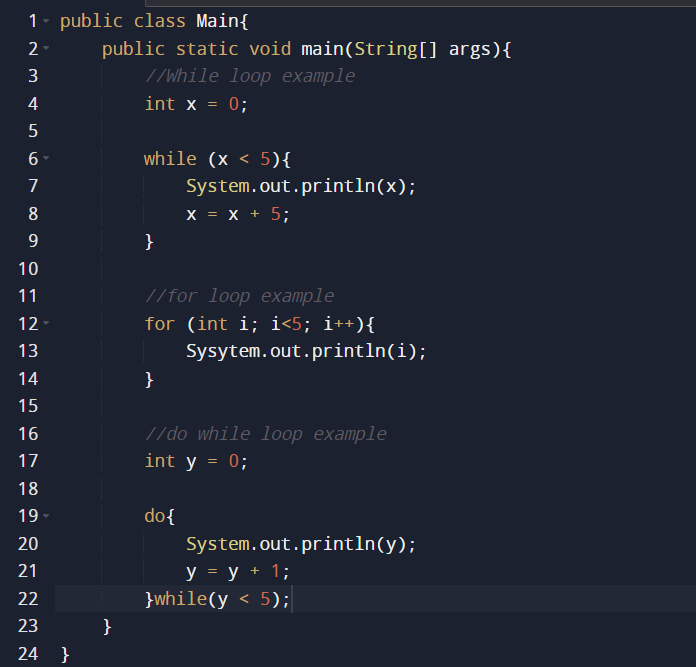 1 public class Main{
2 public static void main(String[] args){
3 //While loop example
4 int x = 0;
5
6 while (x < 5){
7 System.out.println(x);
8 x = x + 5;
9 }
10
11 //for loop example
12 for (int i; i<5; i++){
13 Sysytem.out.println(i);
14 }
15
16 //do while loop example
17 int y = 0;
18
19 do{
20 System.out.println(y);
21 y = y + 1;
22 }while(y < 5);
23 }
24 }